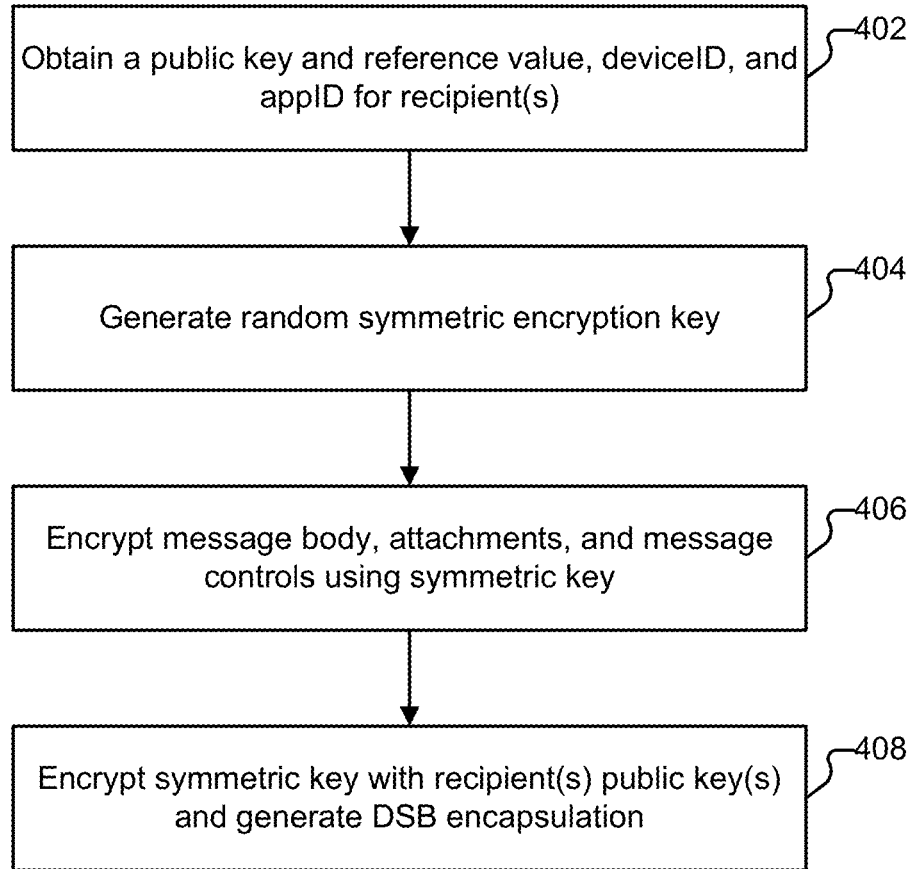 402
Obtain a public key and reference value, deviceID, and
appID for recipient(s)
404
Generate random symmetric encryption key
406
Encrypt message body, attachments, and message
controls using symmetric key
408
Encrypt symmetric key with recipient(s) public key(s)
and generate DSB encapsulation